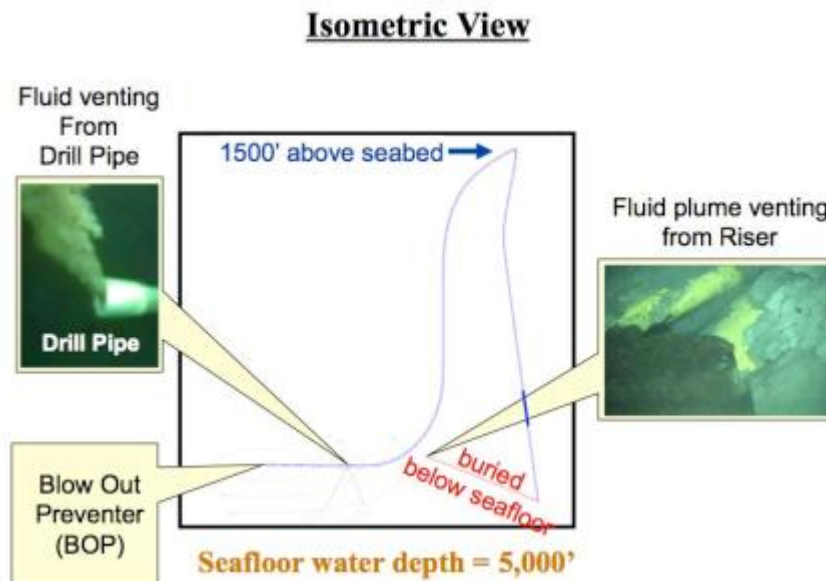 Isometric View
Fluid venting
From
Drill Pipe
1500' above seabed
Fluid plume venting
from Riser
Drill Pipe
buried
below seafloor
Blow Out
Preventer
(BOP)
Seafloor water depth = 5,000’